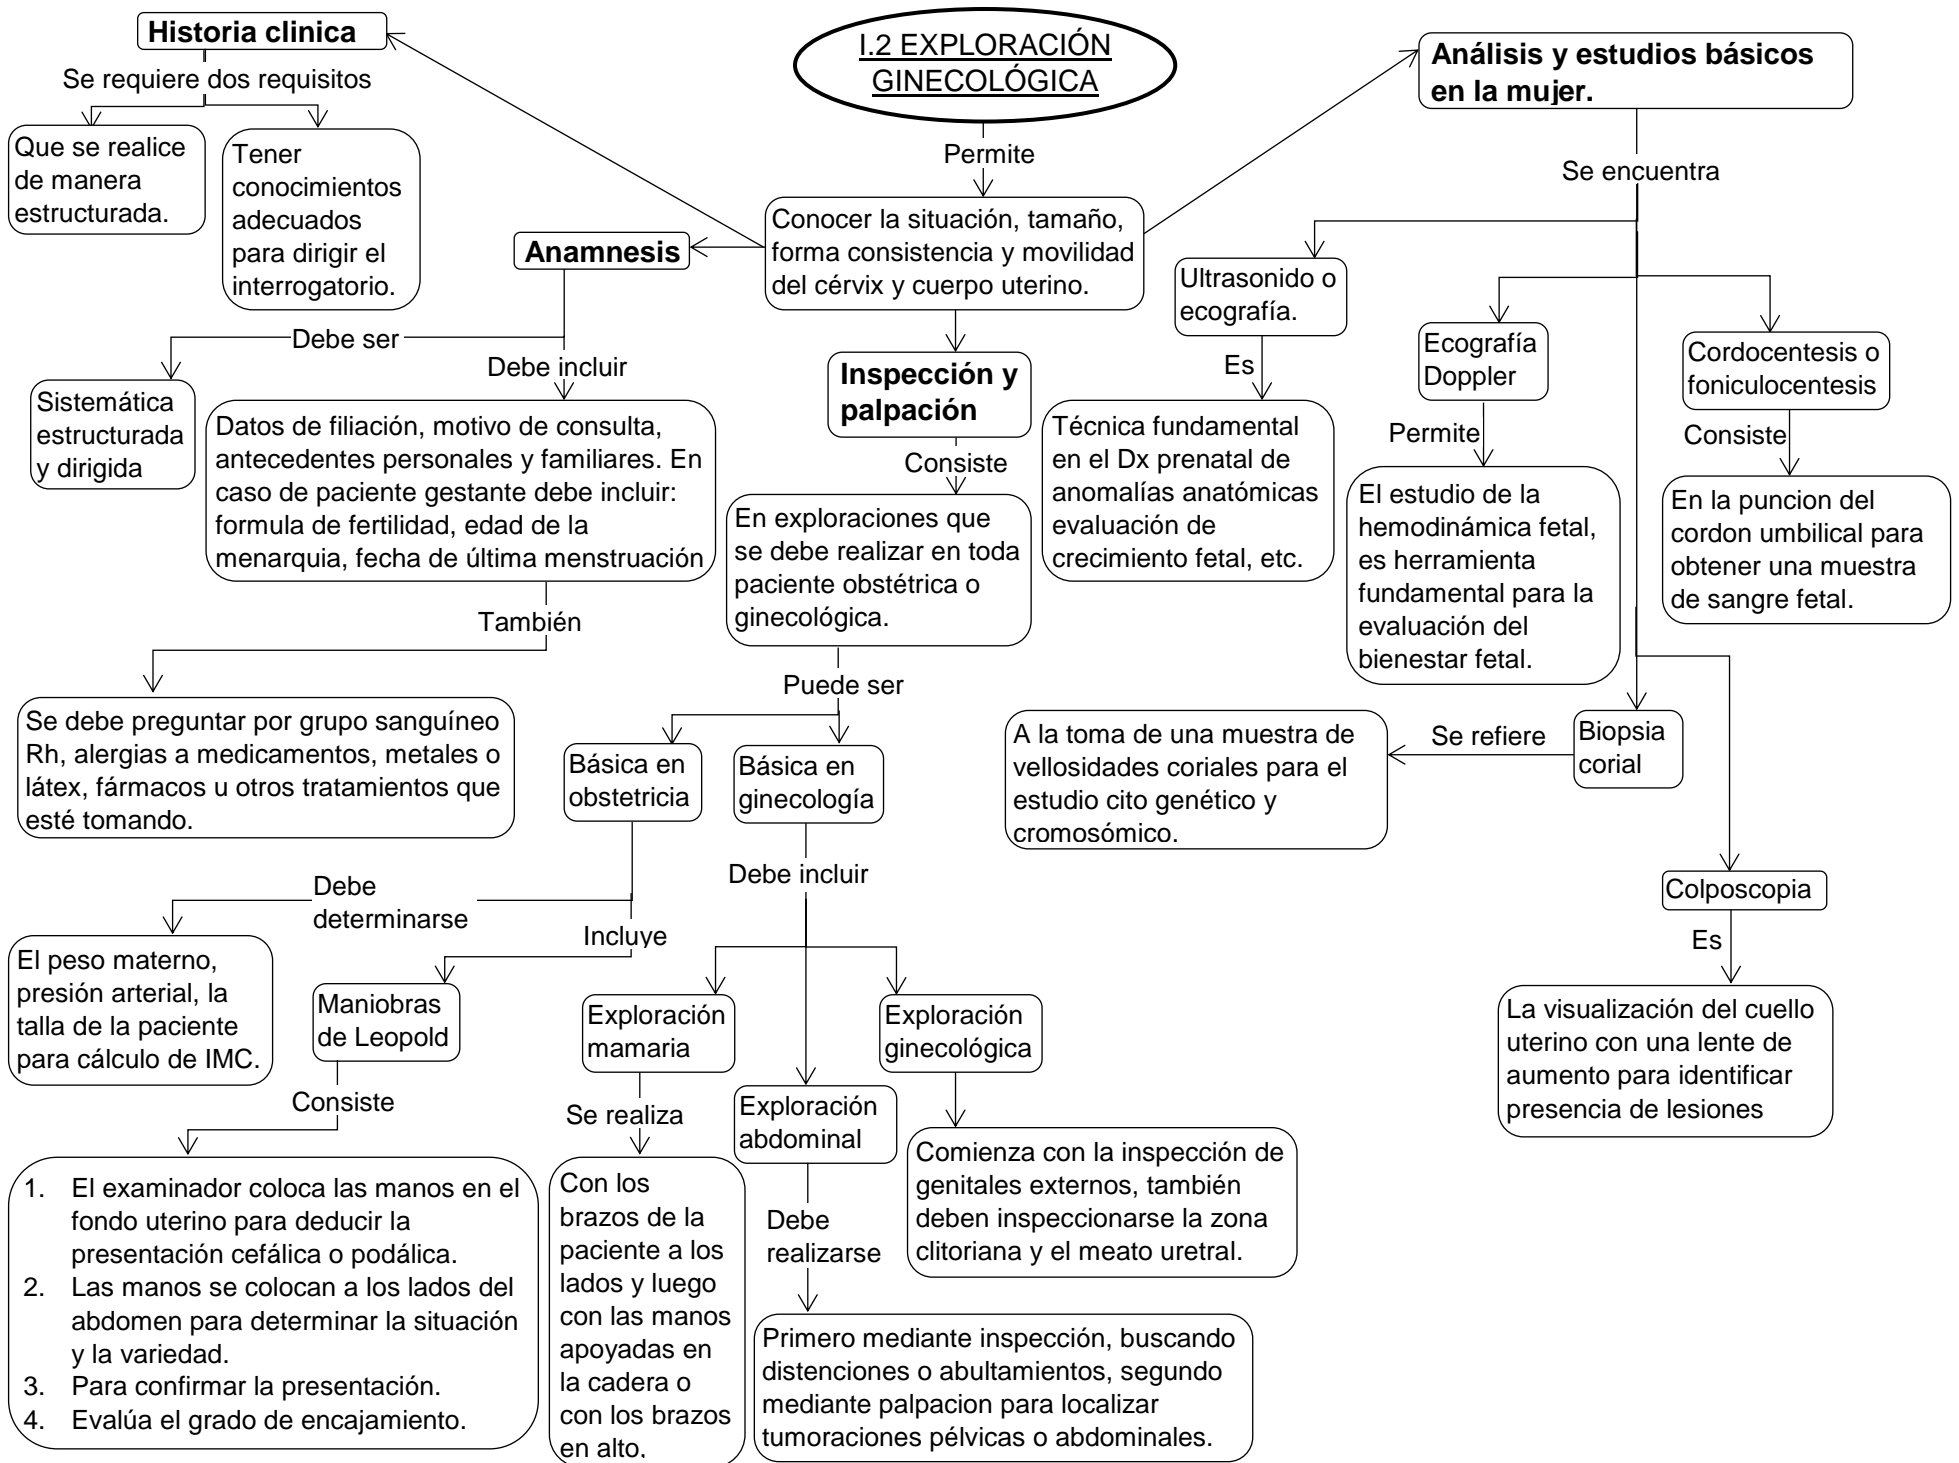 I.2 EXPLORACIÓN
GINECOLÓGICA
Permite
Conocer la situación, tamaño,
forma consistencia y movilidad
del cérvix y cuerpo uterino.
Historia clinica
Se requiere dos requisitos
Que se realice
de manera
estructurada.
Tener
conocimientos
adecuados
para dirigir el
interrogatorio.
Anamnesis
Debe ser
Sistemática
estructurada
y dirigida
Debe incluir
Datos de filiación, motivo de consulta,
antecedentes personales y familiares. En
caso de paciente gestante debe incluir:
formula de fertilidad, edad de la
menarquia, fecha de última menstruación
También
Se debe preguntar por grupo sanguíneo
Rh, alergias a medicamentos, metales o
látex, fármacos u otros tratamientos que
esté tomando.
Inspección y
palpación
Consiste
En exploraciones que
se debe realizar en toda
paciente obstétrica o
ginecológica.
Puede ser
Básica en
obstetricia
Debe
determinarse
El peso materno,
presión arterial, la
talla de la paciente
para cálculo de IMC.
Incluye
Maniobras
de Leopold
Consiste
1. El examinador coloca las manos en el
fondo uterino para deducir la
presentación cefálica o podálica.
2. Las manos se colocan a los lados del
abdomen para determinar la situación
y la variedad.
3. Para confirmar la presentación.
4. Evalúa el grado de encajamiento.
Básica en
ginecología
Debe incluir
Exploración
mamaria
Se realiza
Con los
brazos de la
paciente a los
lados y luego
con las manos
apoyadas en
la cadera o
con los brazos
en alto.
Exploración
abdominal
Debe
realizarse
Primero mediante inspección, buscando
distenciones o abultamientos, segundo
mediante palpacion para localizar
tumoraciones pélvicas o abdominales.
Exploración
ginecológica
Comienza con la inspección de
genitales externos, también
deben inspeccionarse la zona
clitoriana y el meato uretral.
Análisis y estudios básicos
en la mujer.
Se encuentra
Ultrasonido o
ecografía.
Es
Técnica fundamental
en el Dx prenatal de
anomalías anatómicas
evaluación de
crecimiento fetal, etc.
Ecografía
Doppler
Permite
El estudio de la
hemodinámica fetal,
es herramienta
fundamental para la
evaluación del
bienestar fetal.
Cordocentesis o
foniculocentesis
Consiste
En la puncion del
cordon umbilical para
obtener una muestra
de sangre fetal.
Biopsia
corial
Se refiere
A la toma de una muestra de
vellosidades coriales para el
estudio cito genético y
cromosómico.
Colposcopia
Es
La visualización del cuello
uterino con una lente de
aumento para identificar
presencia de lesiones